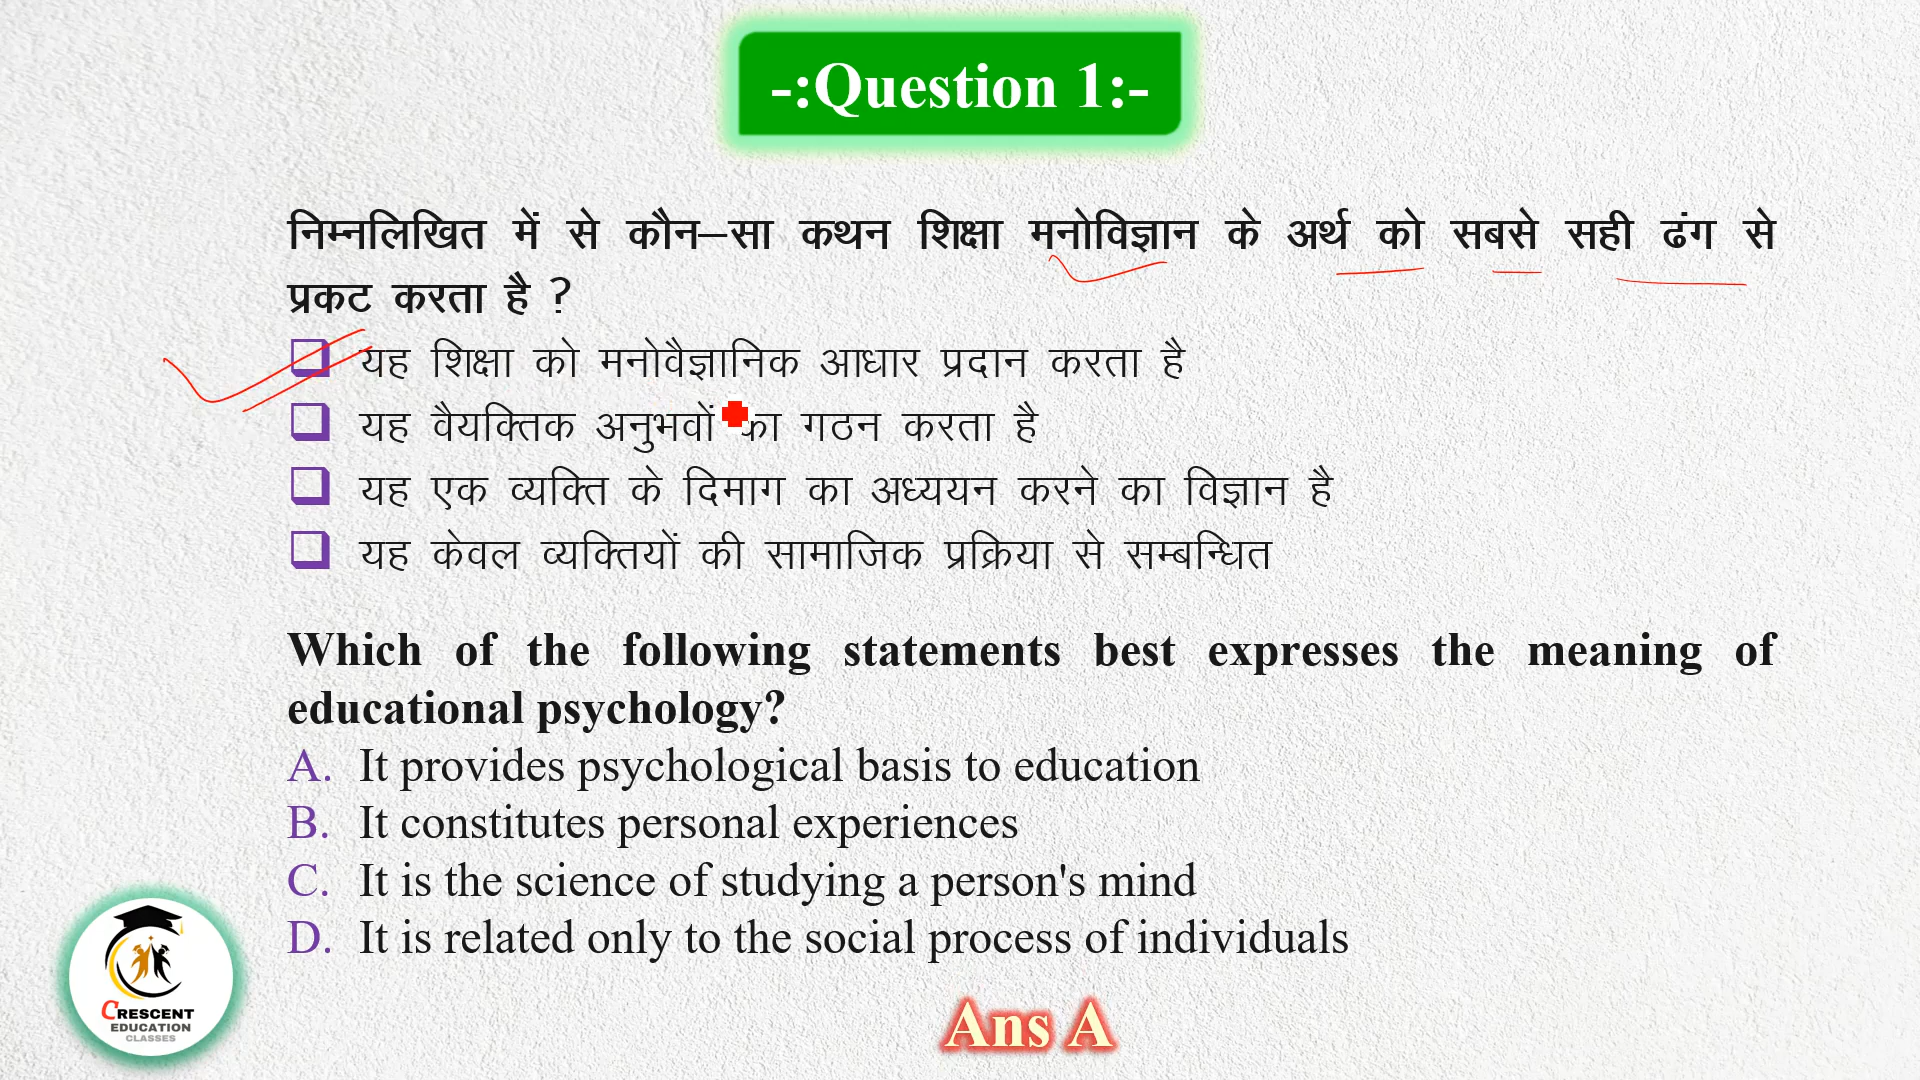 -:Question 1:-
निम्नलिखित में से कौन–सा कथन शिक्षा मनोविज्ञान के अर्थ को सबसे सही ढंग से
प्रकट करता है ?
यह शिक्षा को मनोवैज्ञानिक आधार प्रदान करता है
यह वैयक्तिक अनुभवों का गठन करता है
यह एक व्यक्ति के दिमाग का अध्ययन करने का विज्ञान है
यह केवल व्यक्तियों की सामाजिक प्रक्रिया से सम्बन्धित
Which of the following statements best expresses the meaning of
educational psychology?
A. It provides psychological basis to education
B. It constitutes personal experiences
C. It is the science of studying a person's mind
D. It is related only to the social process of individuals
Ans A
CRESCENT
EDUCATION
CLASSES